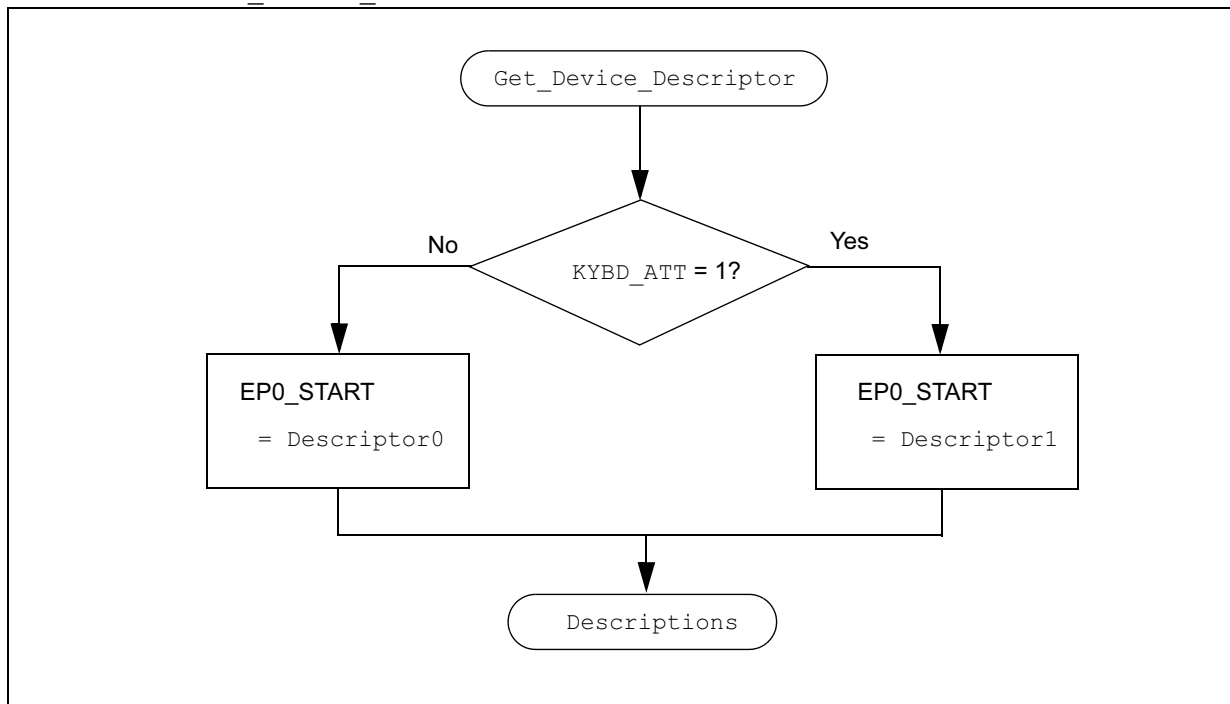 Get_Device_Descriptor
No
Yes
KYBD_ATT = 1?
EP0_START
= Descriptor0
EP0_START
= Descriptor1
Descriptions